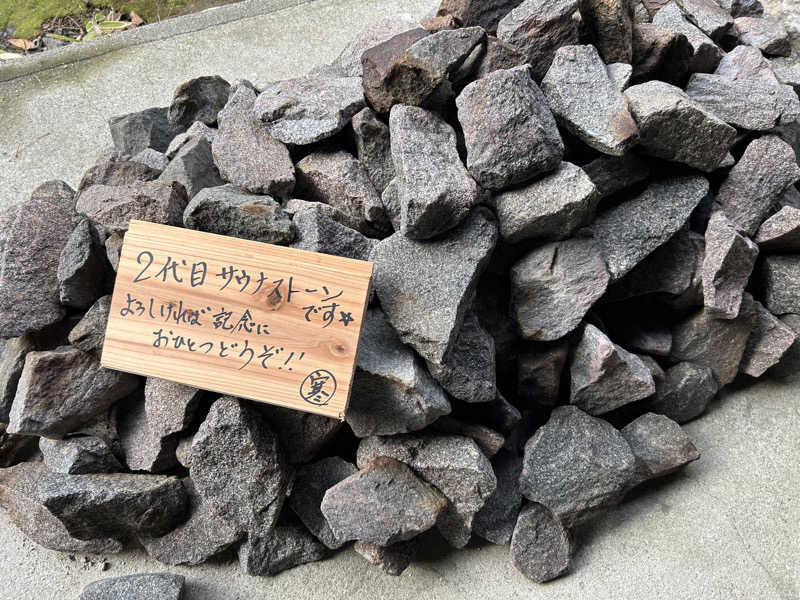 2代目 サウナストーン
です☆
よろしければ 記念に
おひとつどうぞ!!
寒